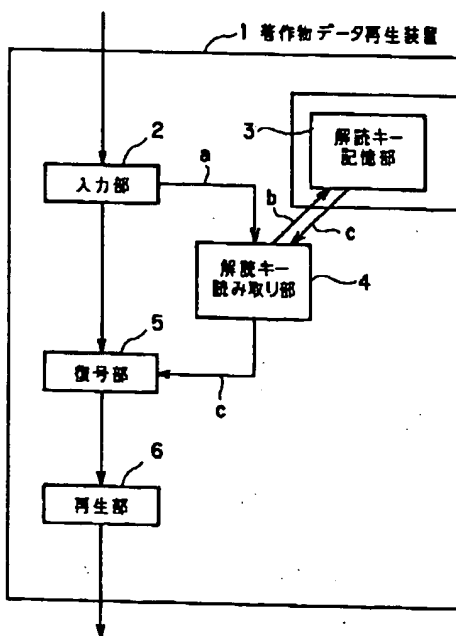 1 著作物データ再生装置
3
解読キー
記憶部
2
入力部
a
b
c
解読キー
読み取り部
4
5
復号部
c
6
再生部